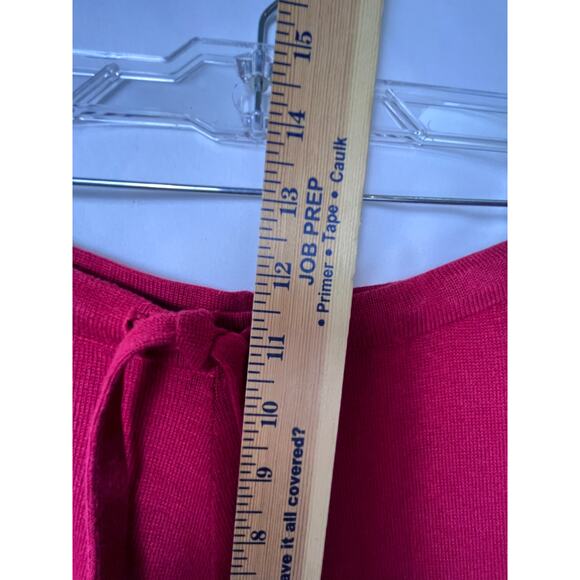 15
14
13
12
11
10
9
8
JOB PREP
• Primer • Tape • Caulk
ave it all covered?